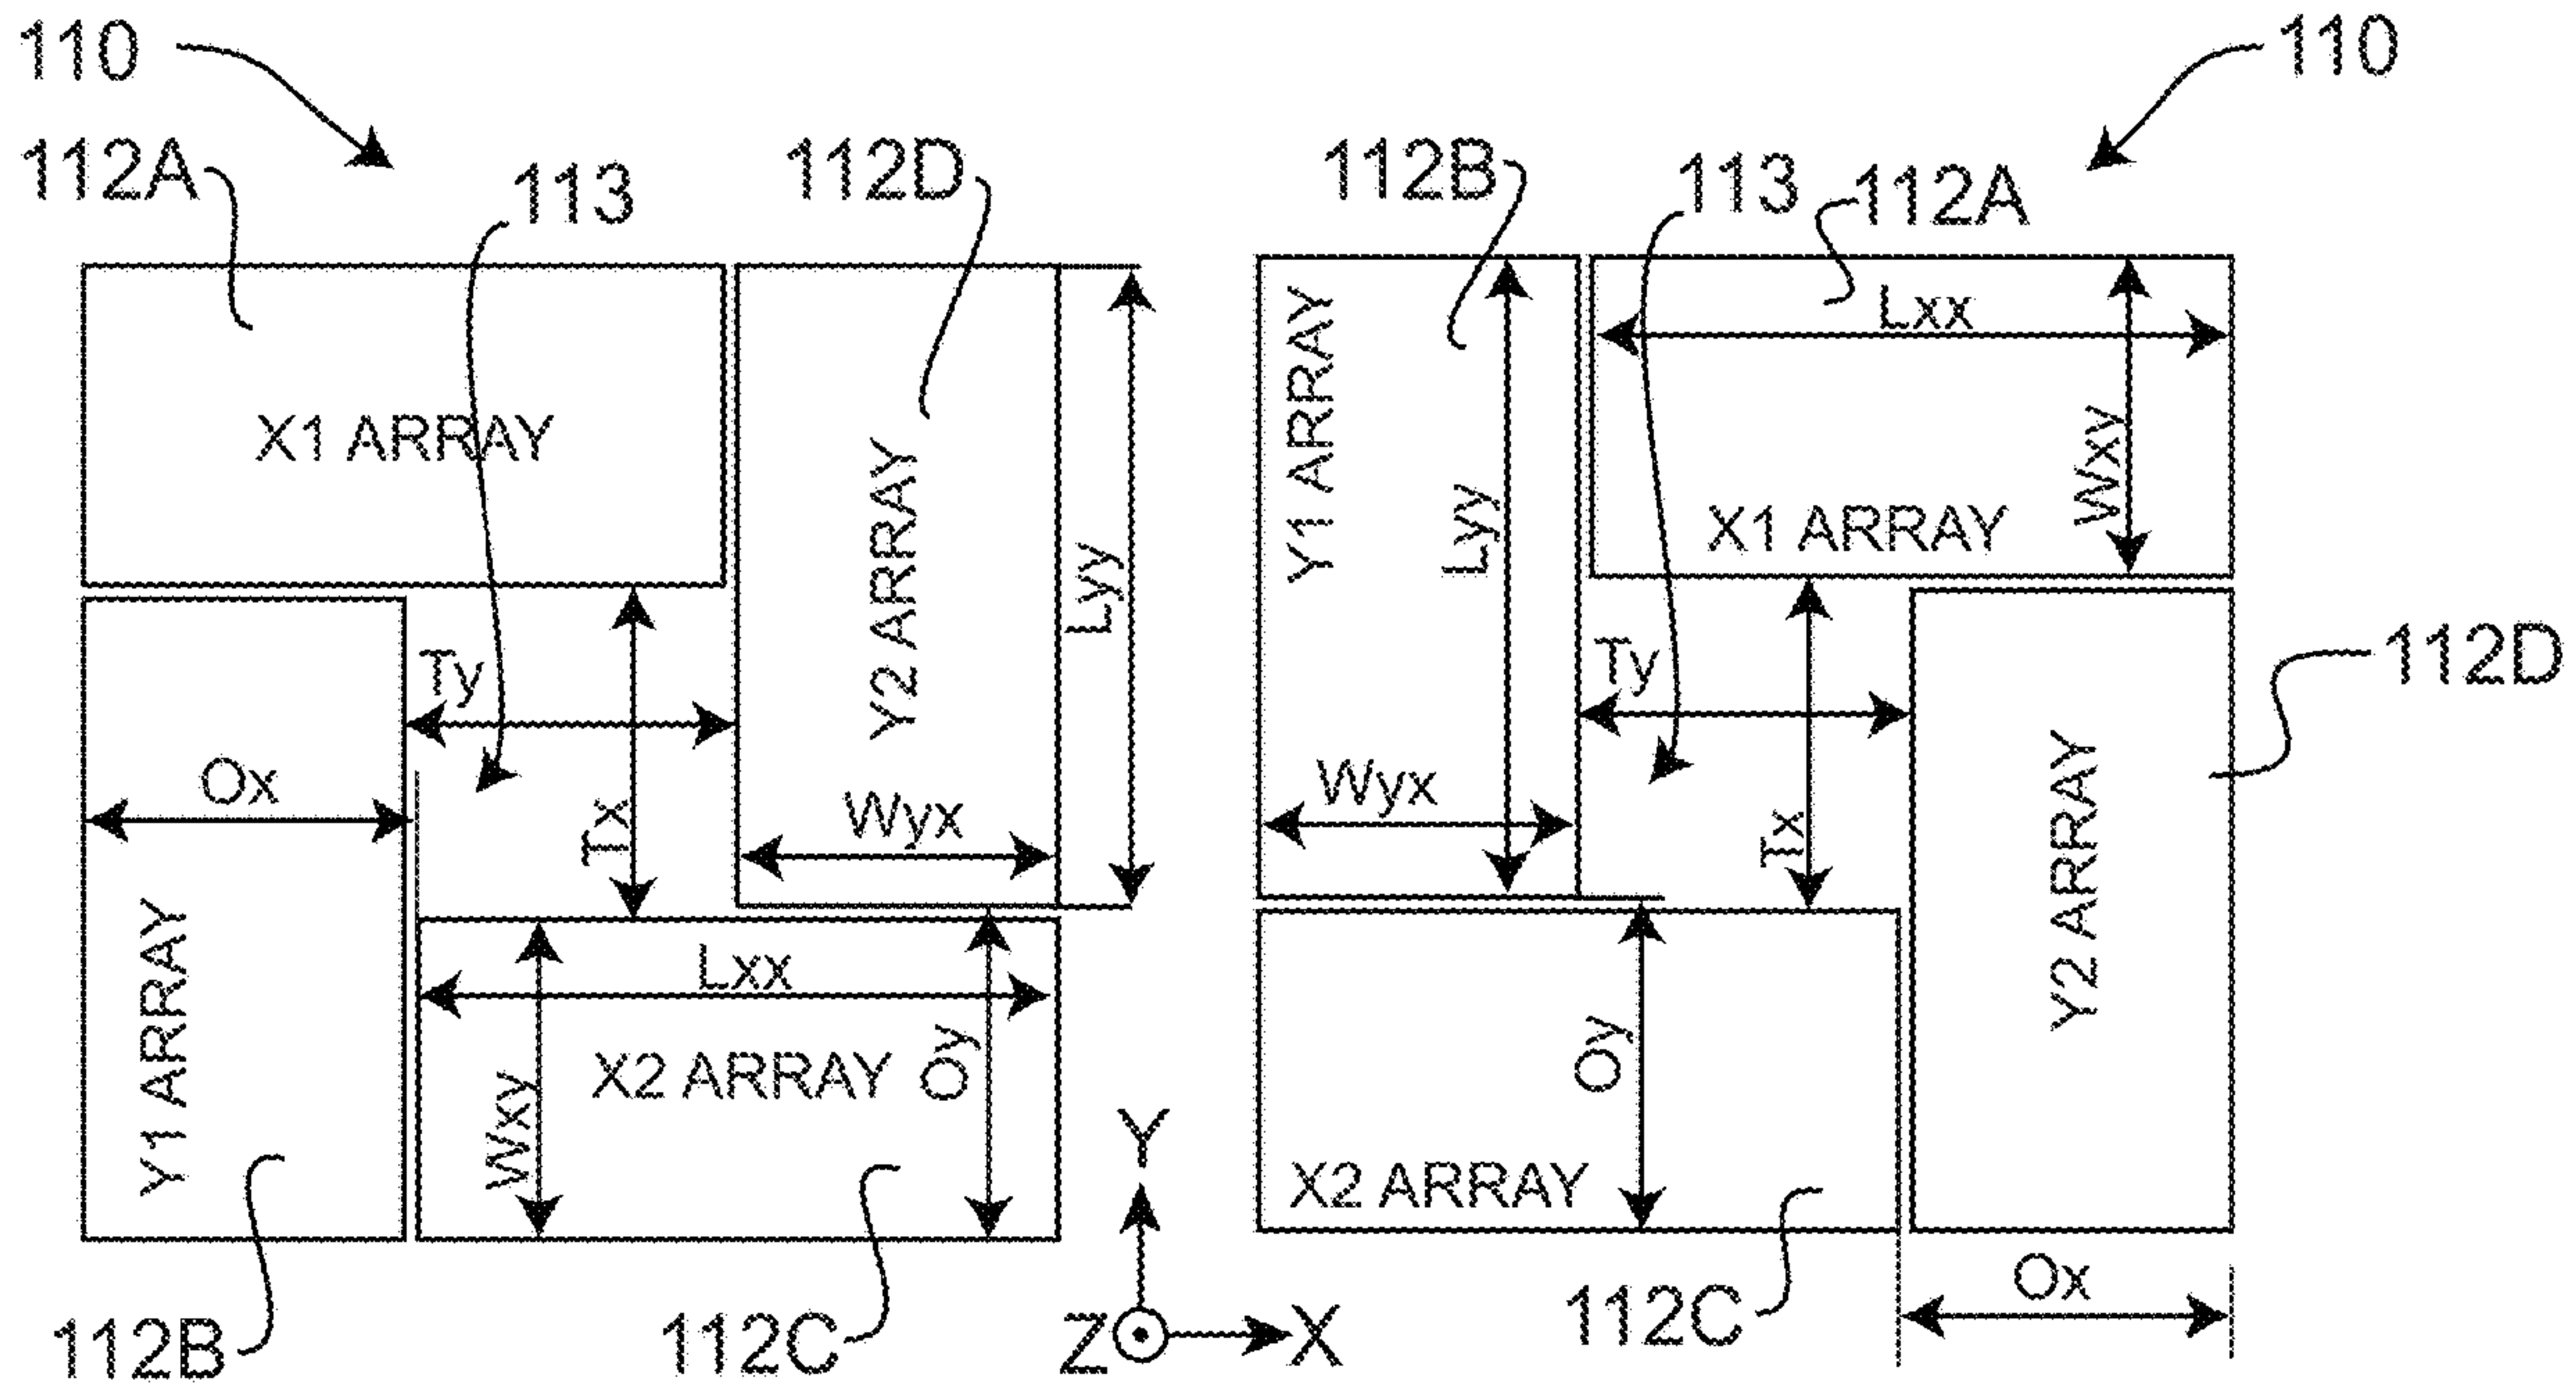 110
110
112A
113
112D
112B
113
112A
X1 ARRAY
Y2 ARRAY
Lyy
Ty
Tx
Ox
Wyx
Y1 ARRAY
Lxx
Wxy
X2 ARRAY
Oy
112B
112C
Y1 ARRAY
Lyy
Lxx
Wxy
X1 ARRAY
Ty
Tx
Wyx
112D
Y2 ARRAY
Oy
X2 ARRAY
112C
Ox
Y
Z
X